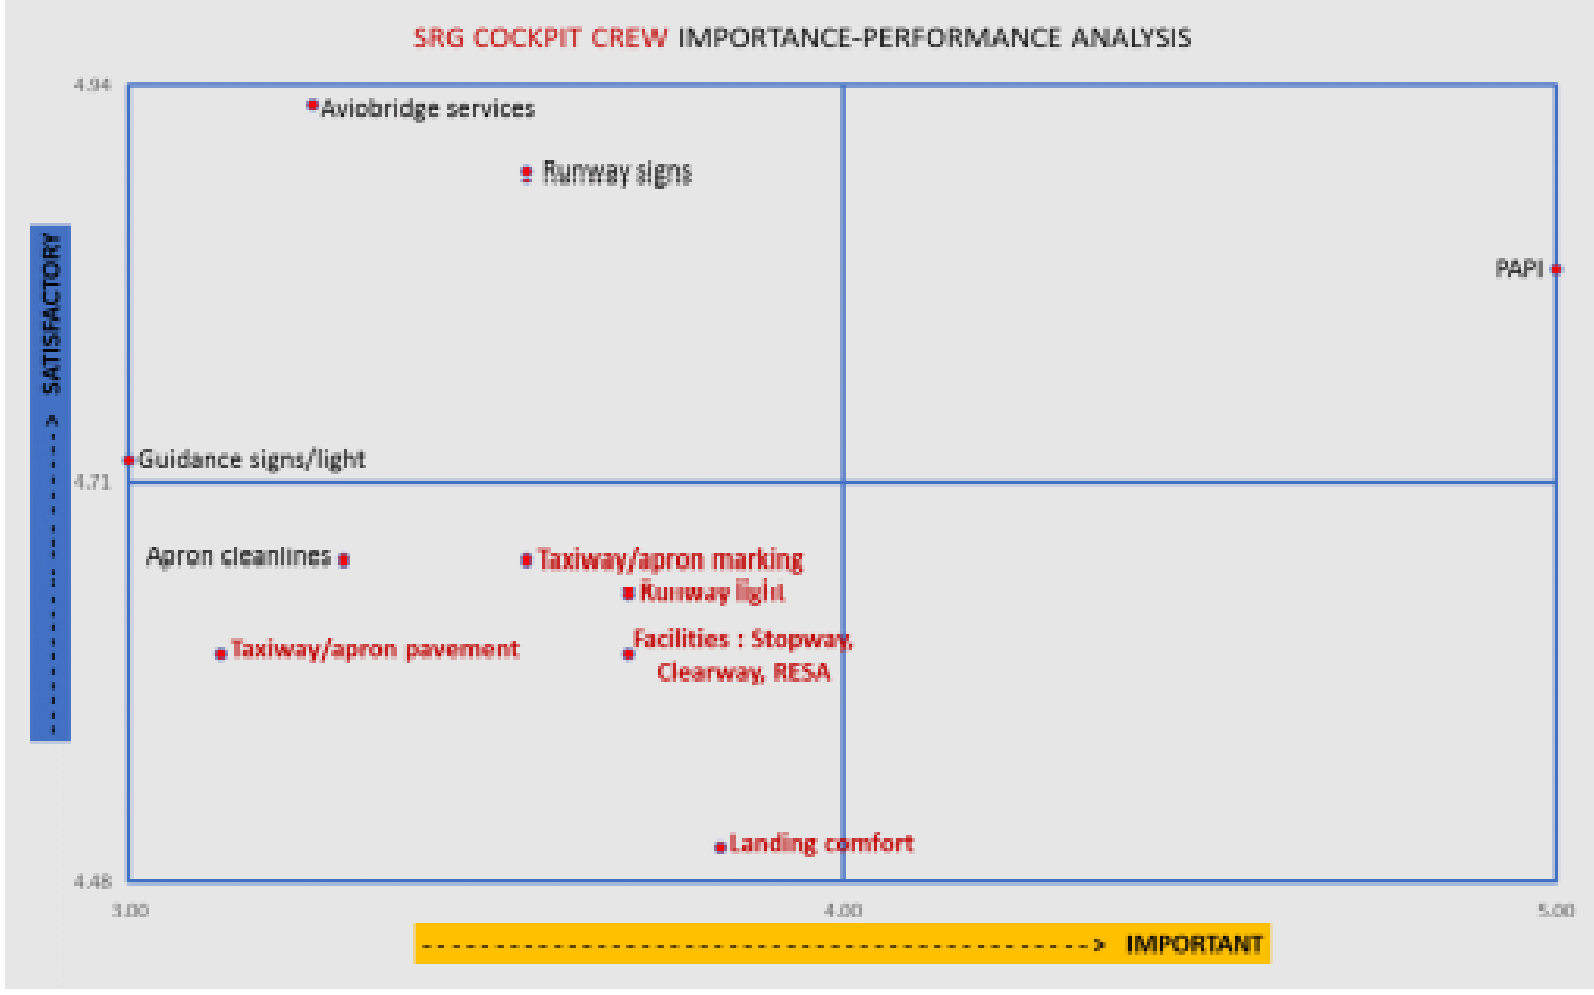 SRG COCKPIT CREW IMPORTANCE-PERFORMANCE ANALYSIS
4.94
Aviobridge services
Runway signs
PAPI
SATISFACTORY
Guidance signs/light
4.71
Apron cleanlines
Taxiway/apron marking
Runway light
Facilities : Stopway,
Taxiway/apron pavement
Clearway, RESA
Landing comfort
4.48
3.00 4.00 5.00
IMPORTANT